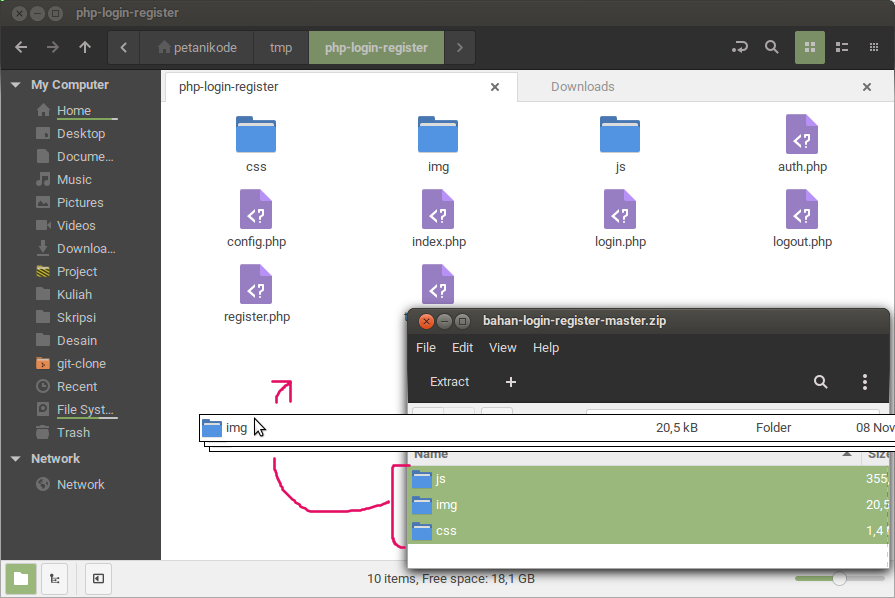 php-login-register
petanikode
tmp
php-login-register
My Computer
Home
Desktop
Docume...
Music
Pictures
Videos
Downloa...
Project
Kuliah
Skripsi
Desain
git-clone
Recent
File Syst...
Trash
Network
Network
php-login-register
Downloads
css
img
js
auth.php
config.php
index.php
login.php
logout.php
register.php
bahan-login-register-master.zip
File Edit View Help
Extract
img 20,5 kB Folder 08 Nov
Name Size
js 355,
img 20,5
css 1,4
10 items, Free space: 18,1 GB